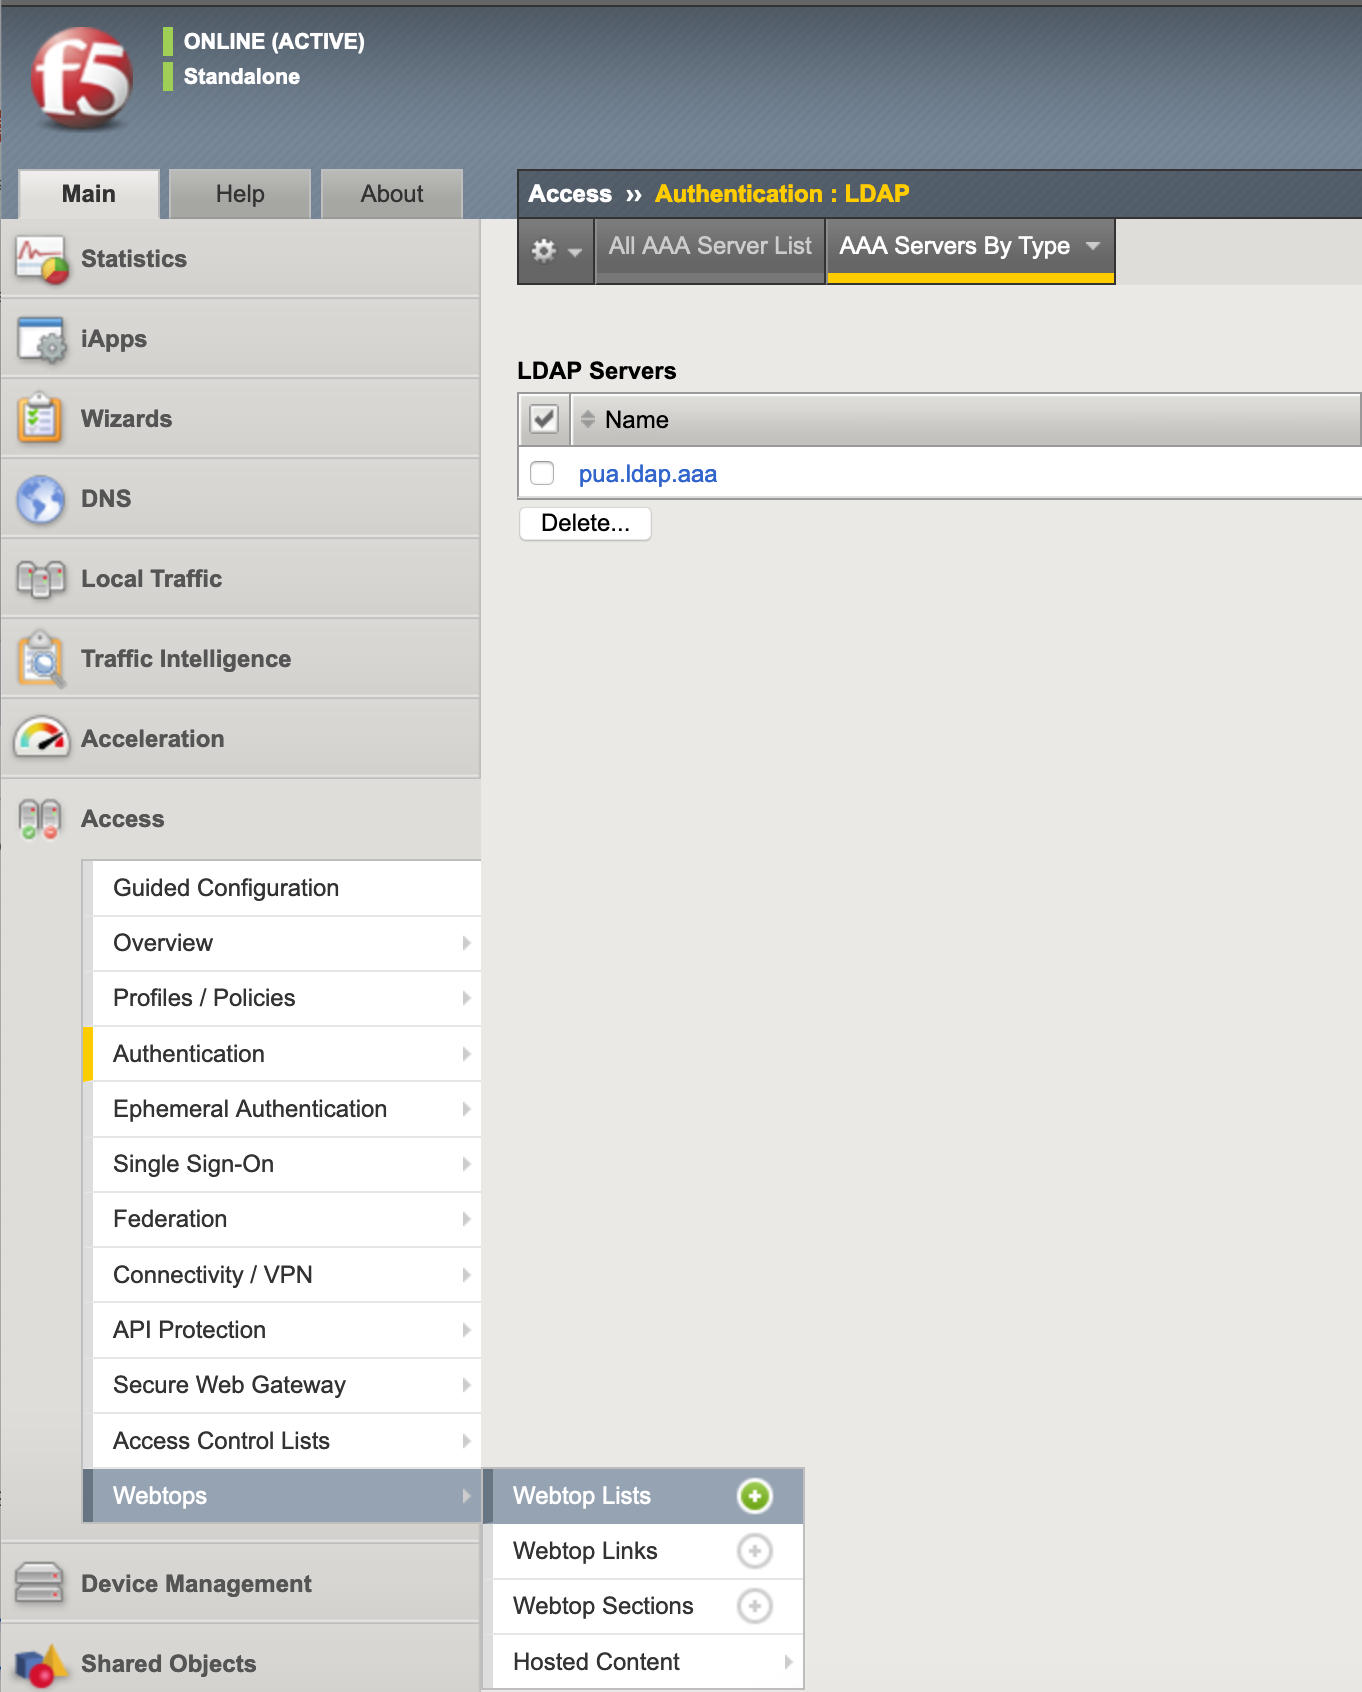 f5
ONLINE (ACTIVE)
Standalone
Main
Help
About
Access ›› Authentication : LDAP
All AAA Server List
AAA Servers By Type
Statistics
iApps
Wizards
DNS
Local Traffic
Traffic Intelligence
Acceleration
Access
Guided Configuration
Overview
Profiles / Policies
Authentication
Ephemeral Authentication
Single Sign-On
Federation
Connectivity / VPN
API Protection
Secure Web Gateway
Access Control Lists
Webtops
Webtop Lists
Webtop Links
Webtop Sections
Hosted Content
Device Management
Shared Objects
LDAP Servers
Name
pua.ldap.aaa
Delete...